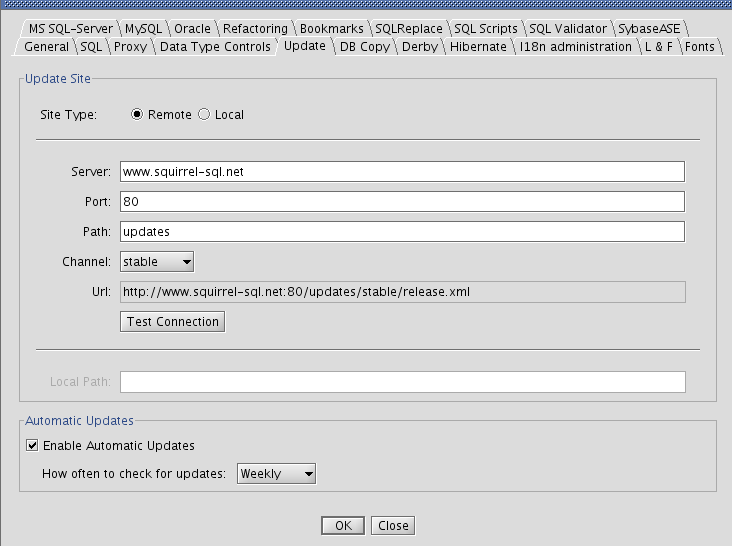 MS SQL-Server MySQL Oracle Refactoring Bookmarks SQLReplace SQL Scripts SQL Validator SybaseASE
General SQL Proxy Data Type Controls Update DB Copy Derby Hibernate I18n administration L & F Fonts
Update Site
Site Type: Remote Local
Server: www.squirrel-sql.net
Port: 80
Path: updates
Channel: stable
Url: http://www.squirrel-sql.net:80/updates/stable/release.xml
Test Connection
Local Path:
Automatic Updates
Enable Automatic Updates
How often to check for updates: Weekly
OK Close